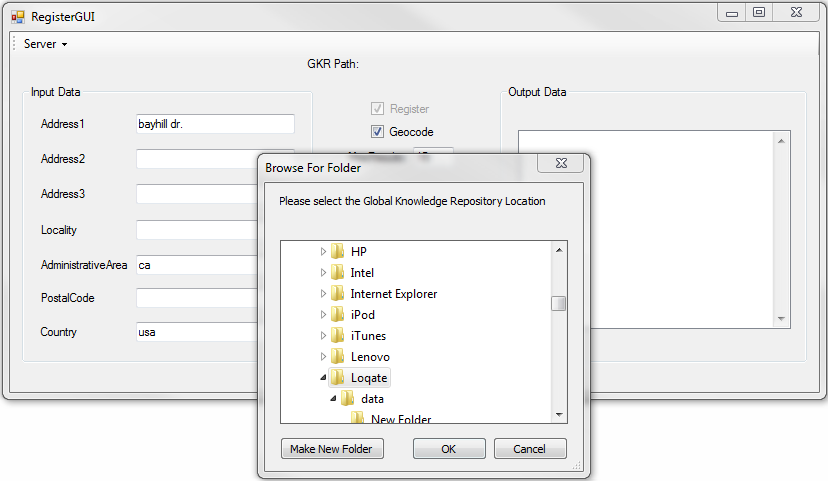 RegisterGUI
Server
GKR Path:
Input Data
Output Data
Register
Address1 bayhill dr.
Geocode
Address2
Address3
Locality
AdministrativeArea ca
PostalCode
Country usa
Browse For Folder
Please select the Global Knowledge Repository Location
HP
Intel
Internet Explorer
iPod
iTunes
Lenovo
Loqate
data
New Folder
Make New Folder OK Cancel